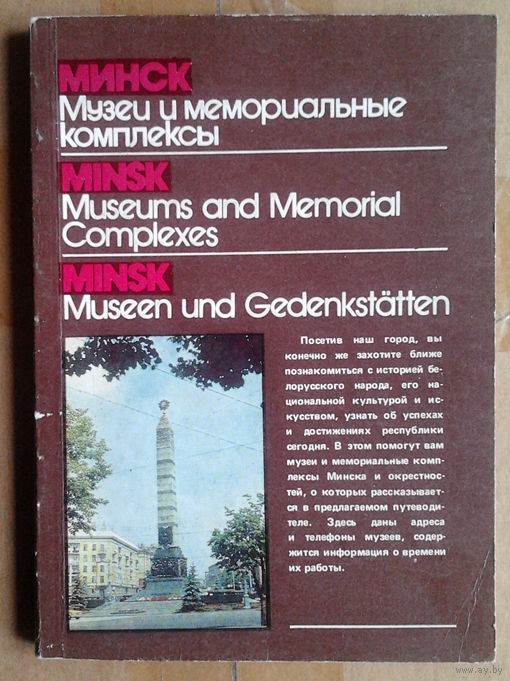 МИНСК
Музеи и мемориальные
комплексы
MINSK
Museums and Memorial
Complexes
MINSK
Museen und Gedenkstätten
Посетив наш город, вы
конечно же захотите ближе
познакомиться с историей бе-
лорусского народа, его на-
циональной культурой и ис-
кусством, узнать об успехах
и достижениях республики
сегодня. В этом помогут вам
музеи и мемориальные комп-
лексы Минска и окрестнос-
тей, о которых рассказывает-
ся в предлагаемом путеводи-
теле. Здесь даны адреса
и телефоны музеев, содер-
жится информация о времени
их работы.
www.ay.by